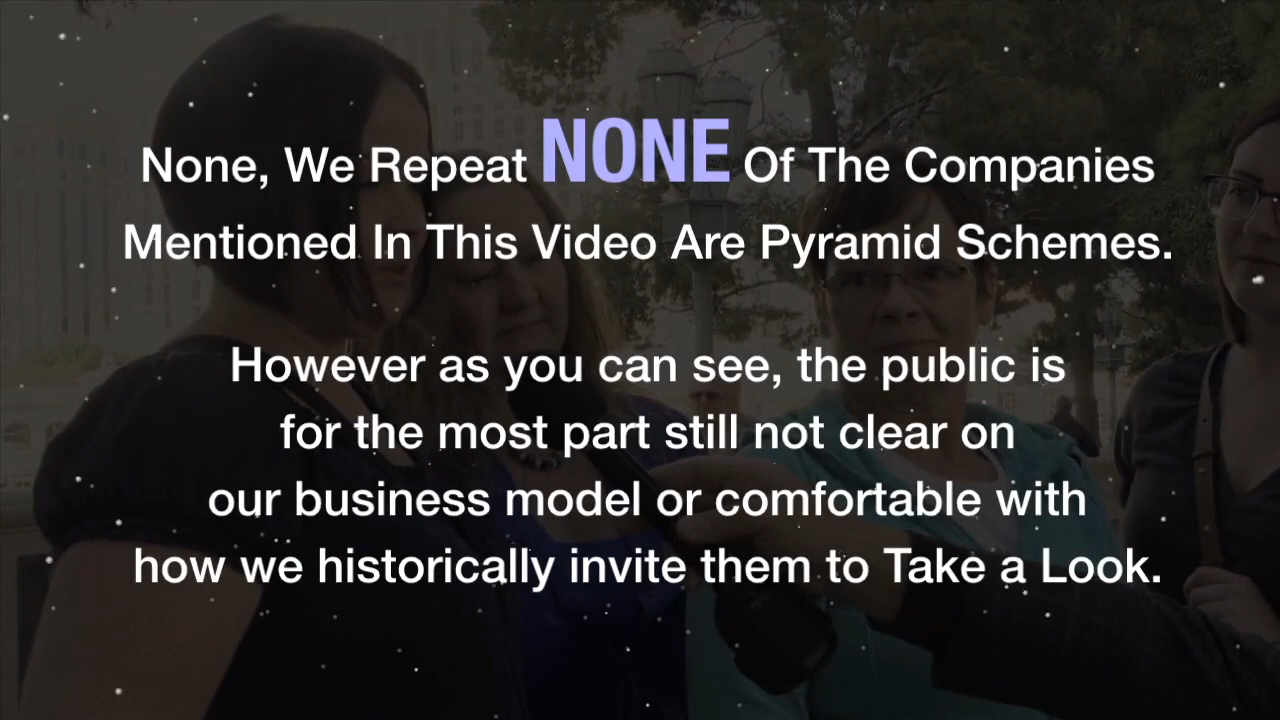 None, We Repeat NONE Of The Companies
Mentioned In This Video Are Pyramid Schemes.
However as you can see, the public is
for the most part still not clear on
our business model or comfortable with
how we historically invite them to Take a Look.